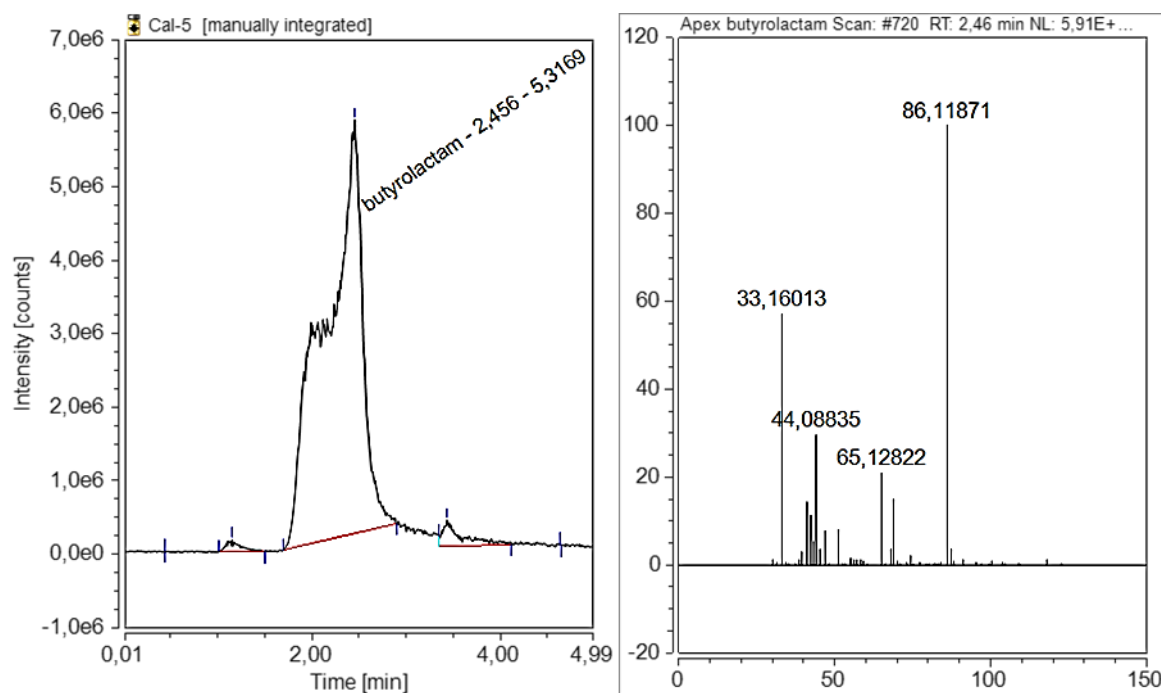 Cal-5 [manually integrated]
7,0e6
6,0e6
5,0e6
4,0e6
3,0e6
2,0e6
1,0e6
0,0e0
-1,0e6
Intensity [counts]
butyrolactam - 2,456 - 5,3169
0,01
2,00
4,00
4,99
Time [min]
Apex butyrolactam Scan: #720 RT: 2,46 min NL: 5,91E+...
120
100
80
60
40
20
0
-20
86,11871
33,16013
44,08835
65,12822
0
50
100
150